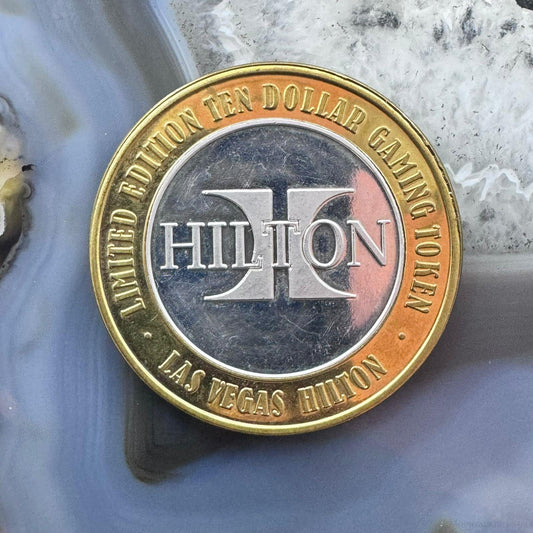 LIMITED EDITION TEN DOLLAR GAMING TOKEN
HILTON
· LAS VEGAS HILTON ·